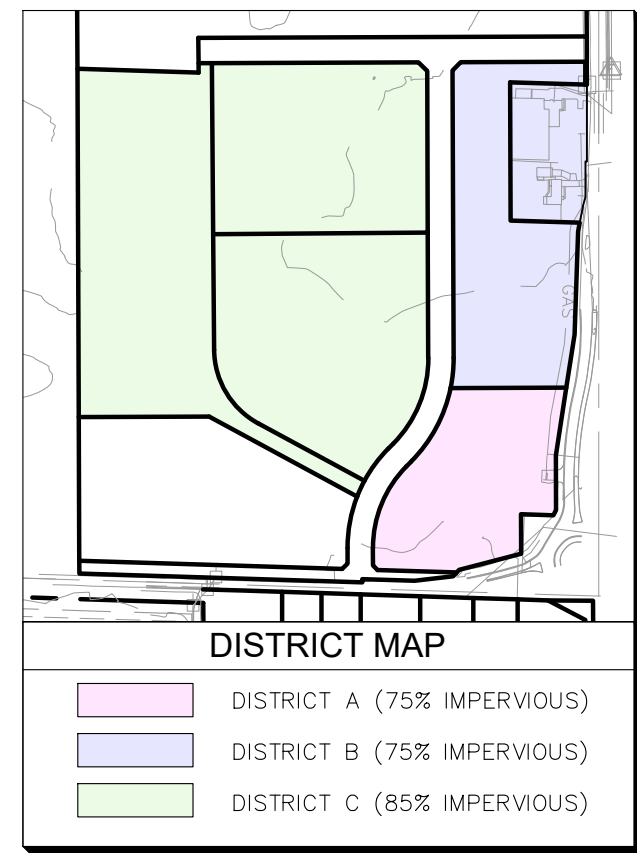 GAS
DISTRICT MAP
DISTRICT A (75% IMPERVIOUS)
DISTRICT B (75% IMPERVIOUS)
DISTRICT C (85% IMPERVIOUS)